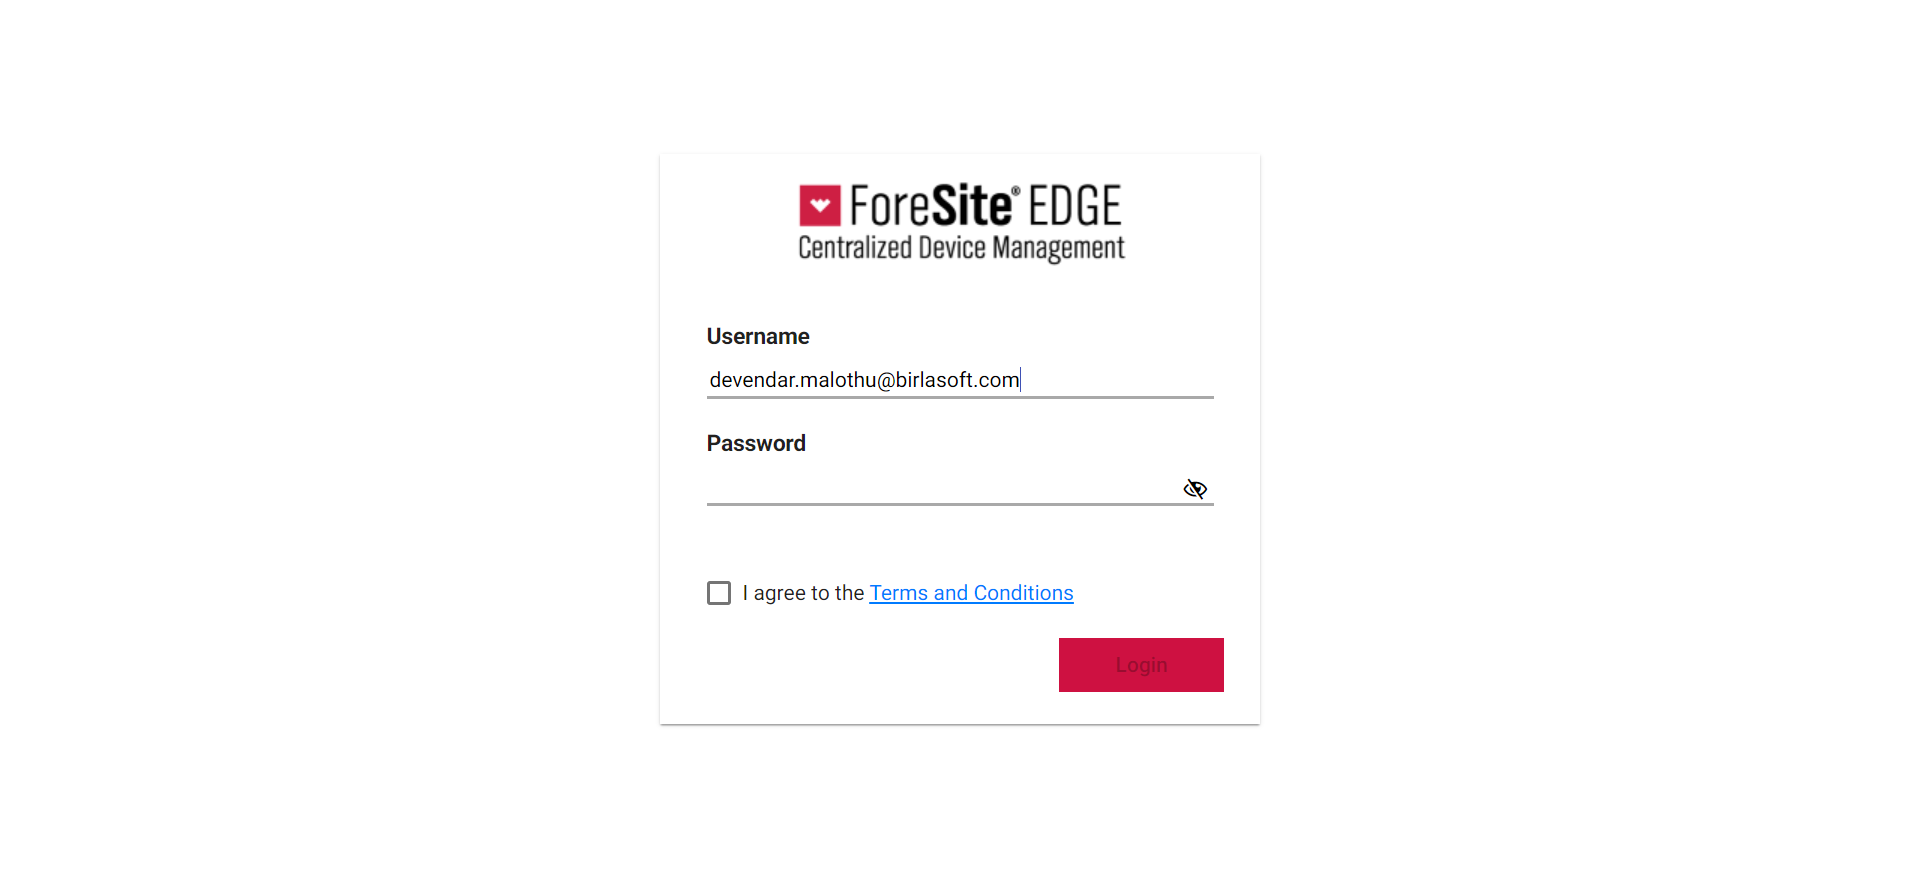 ForeSite® EDGE
Centralized Device Management
Username
devendar.malothu@birlasoft.com
Password
I agree to the Terms and Conditions
Login